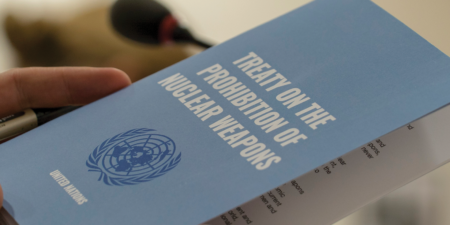 TREATY ON THE
PROHIBITION OF
NUCLEAR WEAPONS
UNITED NATIONS